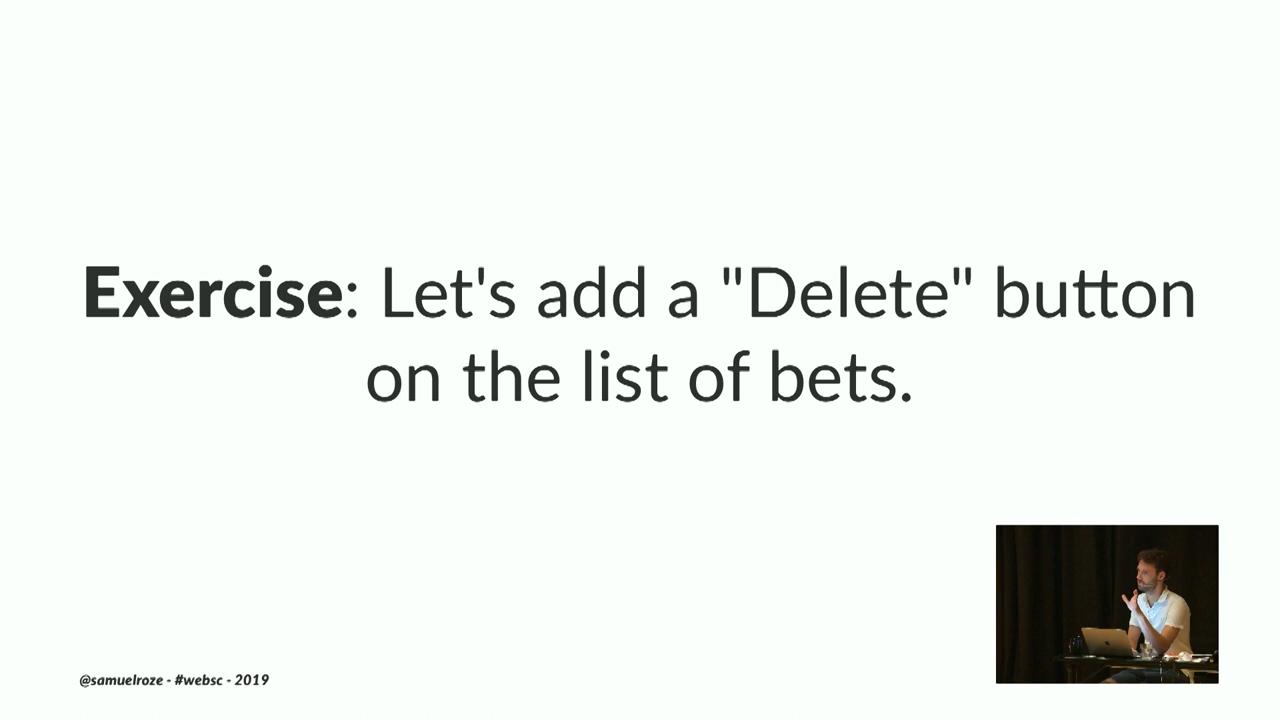 Exercise: Let's add a "Delete" button
on the list of bets.
@samuelroze - #websc - 2019